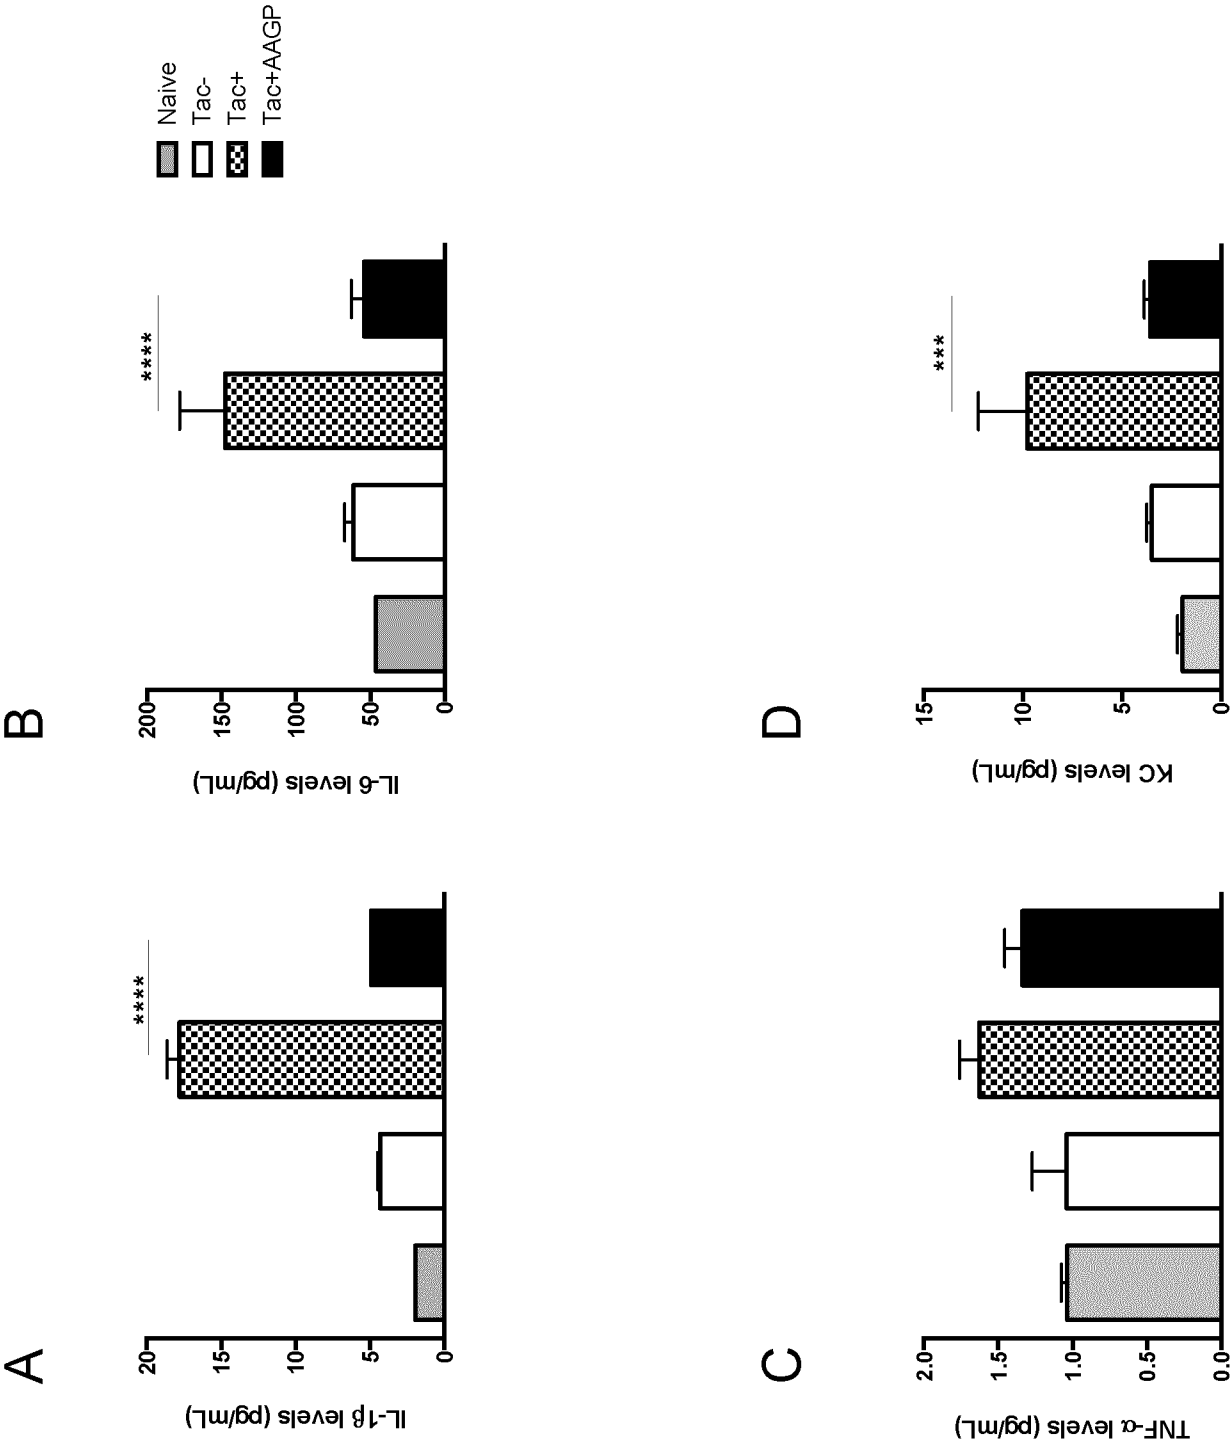 A
IL-1β levels (pg/mL)
20
15
10
5
0
****
B
IL-6 levels (pg/mL)
200
150
100
50
0
****
Naive
Tac-
Tac+
Tac+AAGP
C
TNF-α levels (pg/mL)
2.0
1.5
1.0
0.5
0.0
D
KC levels (pg/mL)
15
10
5
0
***